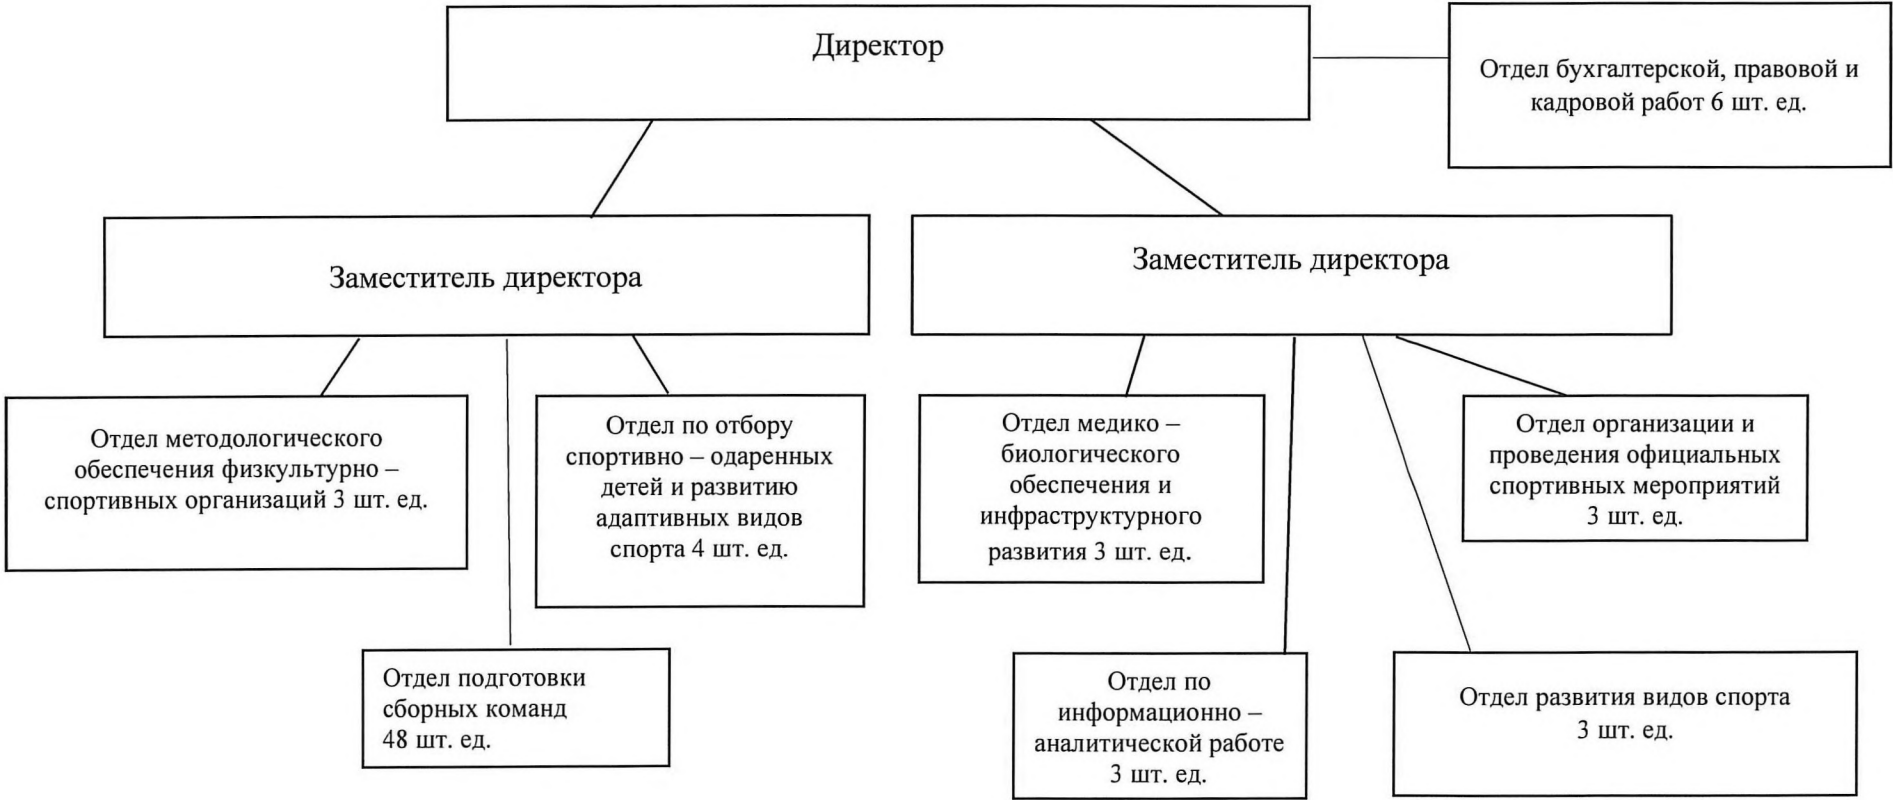 Директор
Отдел бухгалтерской, правовой и
кадровой работ 6 шт. ед.
Заместитель директора
Заместитель директора
Отдел методологического
обеспечения физкультурно –
спортивных организаций 3 шт. ед.
Отдел по отбору
спортивно – одаренных
детей и развитию
адаптивных видов
спорта 4 шт. ед.
Отдел медико –
биологического
обеспечения и
инфраструктурного
развития 3 шт. ед.
Отдел организации и
проведения официальных
спортивных мероприятий
3 шт. ед.
Отдел подготовки
сборных команд
48 шт. ед.
Отдел по
информационно –
аналитической работе
3 шт. ед.
Отдел развития видов спорта
3 шт. ед.